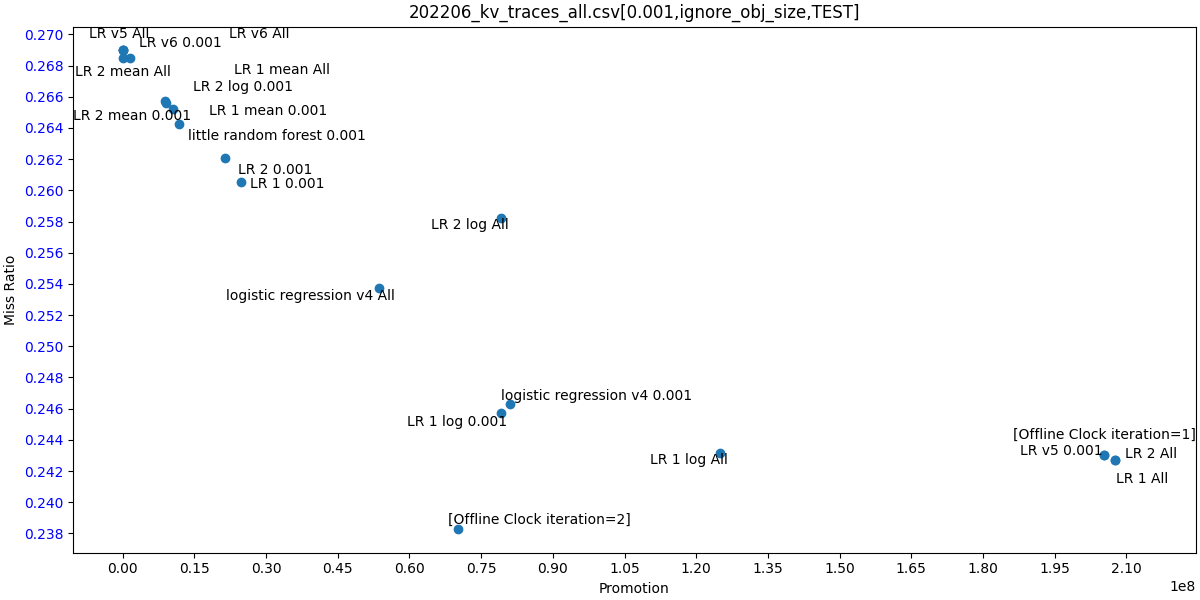 202206_kv_traces_all.csv[0.001,ignore_obj_size,TEST]
0.270
LR v5 All
LR v6 All
LR v6 0.001
0.268
LR 2 mean All
LR 1 mean All
LR 2 log 0.001
0.266
LR 2 mean 0.001
LR 1 mean 0.001
0.264
little random forest 0.001
0.262
LR 2 0.001
LR 1 0.001
0.260
0.258
LR 2 log All
0.256
0.254
logistic regression v4 All
0.252
0.250
0.248
logistic regression v4 0.001
0.246
LR 1 log 0.001
0.244
[Offline Clock iteration=1]
LR v5 0.001
LR 2 All
LR 1 log All
0.242
LR 1 All
0.240
[Offline Clock iteration=2]
0.238
Miss Ratio
0.00 0.15 0.30 0.45 0.60 0.75 0.90 1.05 1.20 1.35 1.50 1.65 1.80 1.95 2.10
1e8
Promotion